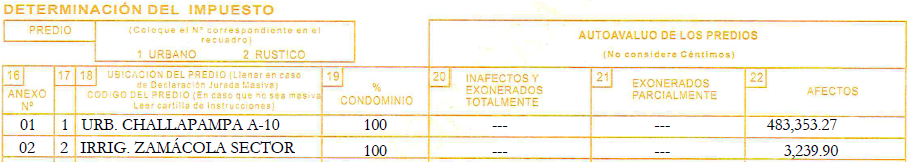 DETERMINACIÓN DEL IMPUESTO
PREDIO
(Coloque el Nº correspondiente en el
recuadro)
1 URBANO 2 RUSTICO
AUTOAVALUO DE LOS PREDIOS
(No considere Céntimos)
16 ANEXO Nº
17
18 UBICACIÓN DEL PREDIO (Llenar en caso
de Declaración Jurada Masiva)
CODIGO DEL PREDIO (En caso que no sea masiva
Leer cartilla de instrucciones)
19 % CONDOMINIO
20 INAFECTOS Y
EXONERADOS
TOTALMENTE
21 EXONERADOS
PARCIALMENTE
22 AFECTOS
01 1 URB. CHALLAPAMPA A-10 100 --- --- 483,353.27
02 2 IRRIG. ZAMÁCOLA SECTOR 100 --- --- 3,239.90